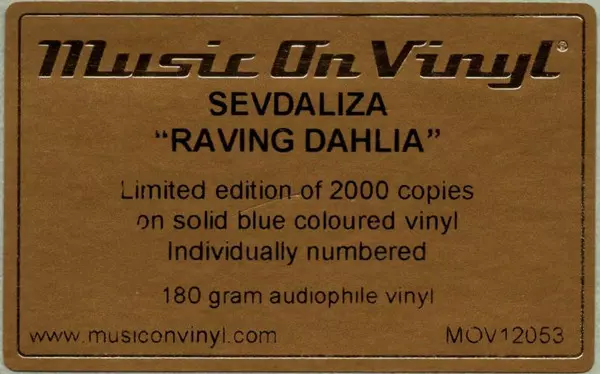 Music On Vinyl®
SEVDALIZA
“RAVING DAHLIA”
Limited edition of 2000 copies
on solid blue coloured vinyl
Individually numbered
180 gram audiophile vinyl
www.musiconvinyl.com MOV12053